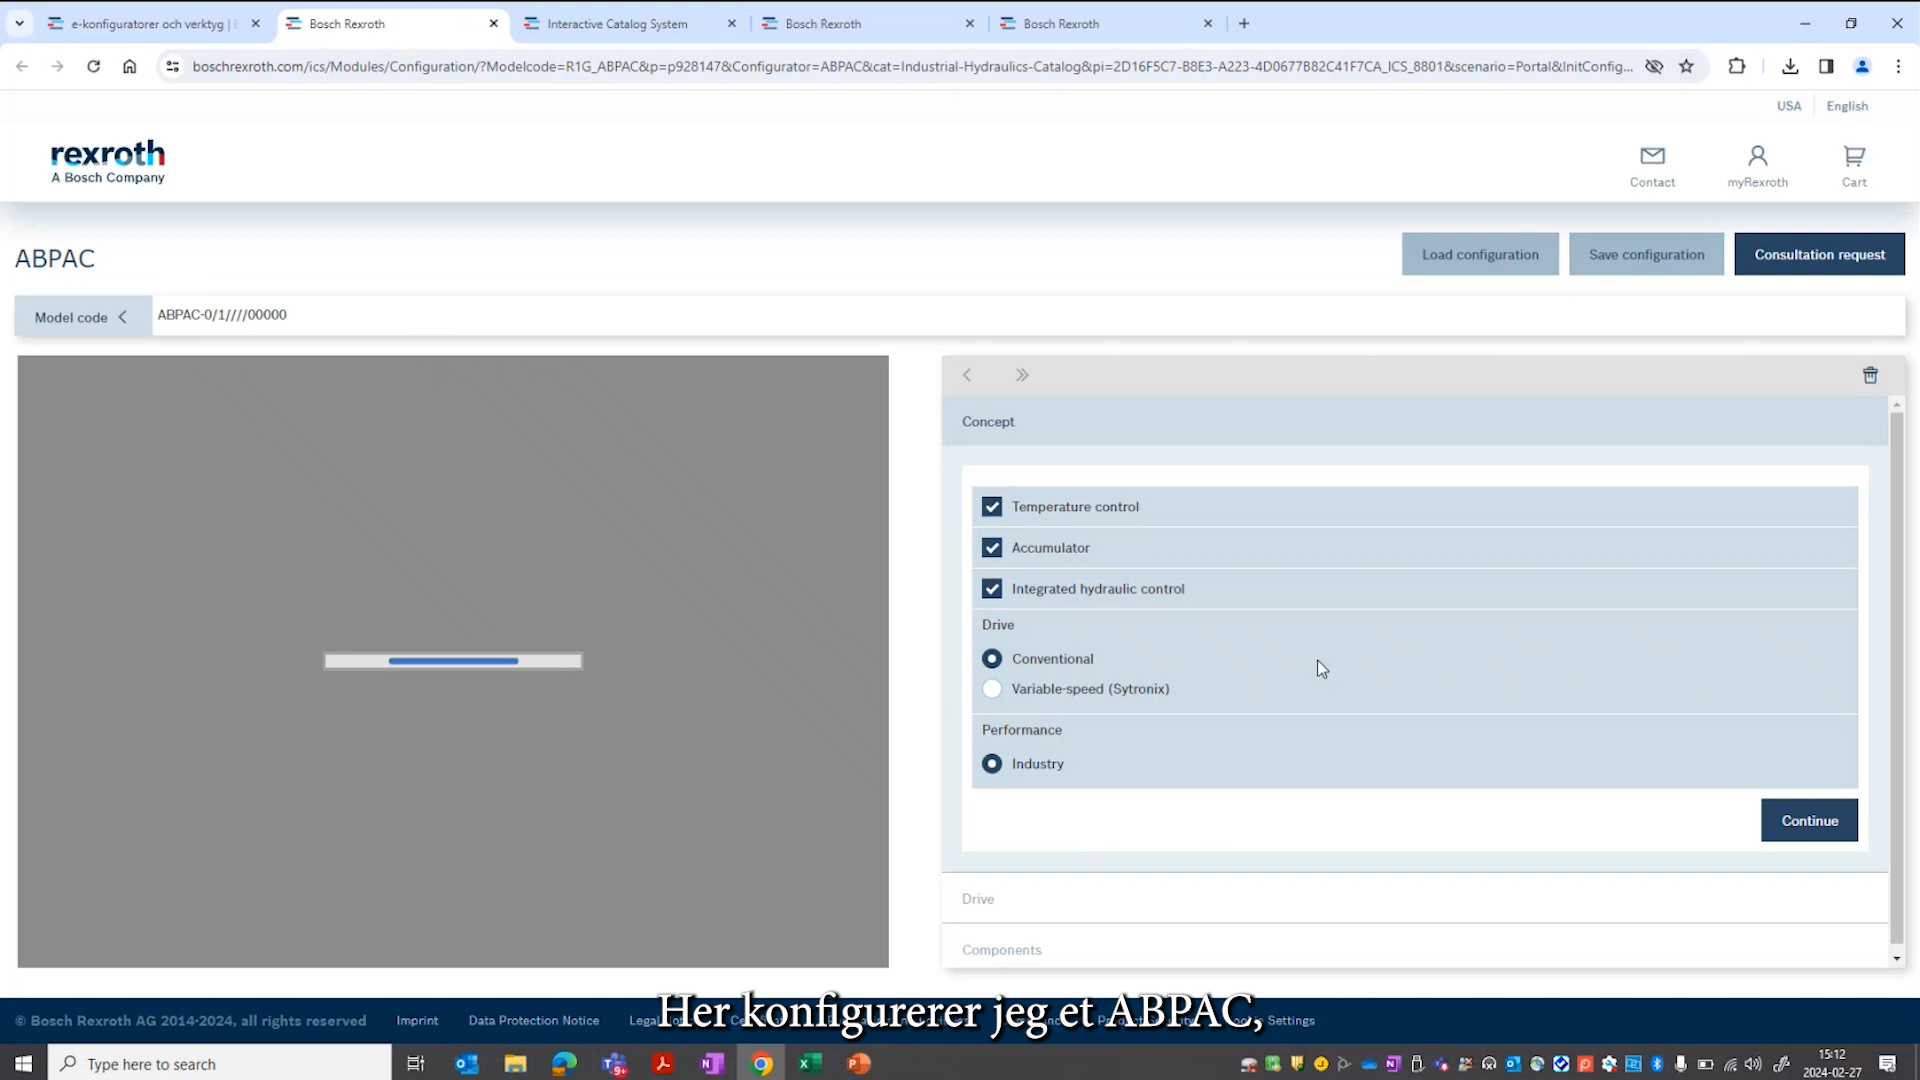 e-konfiguratorer och verktyg |
Bosch Rexroth
Interactive Catalog System
Bosch Rexroth
Bosch Rexroth
boschrexroth.com/ics/Modules/Configuration/?Modelcode=R1G_ABPAC&p=p928147&Configurator=ABPAC&cat=Industrial-Hydraulics-Catalog&pi=2D16F5C7-B8E3-A223-4D0677B82C41F7CA_ICS_8801&scenario=Portal&InitConfig...
USA
English
rexroth
A Bosch Company
Contact
myRexroth
Cart
ABPAC
Load configuration
Save configuration
Consultation request
Model code
ABPAC-0/1////00000
Concept
Temperature control
Accumulator
Integrated hydraulic control
Drive
Conventional
Variable-speed (Sytronix)
Performance
Industry
Continue
Drive
Components
© Bosch Rexroth AG 2014-2024, all rights reserved
Imprint
Data Protection Notice
Settings
Her konfigurerer jeg et ABPAC,
Type here to search
15:12
2024-02-27